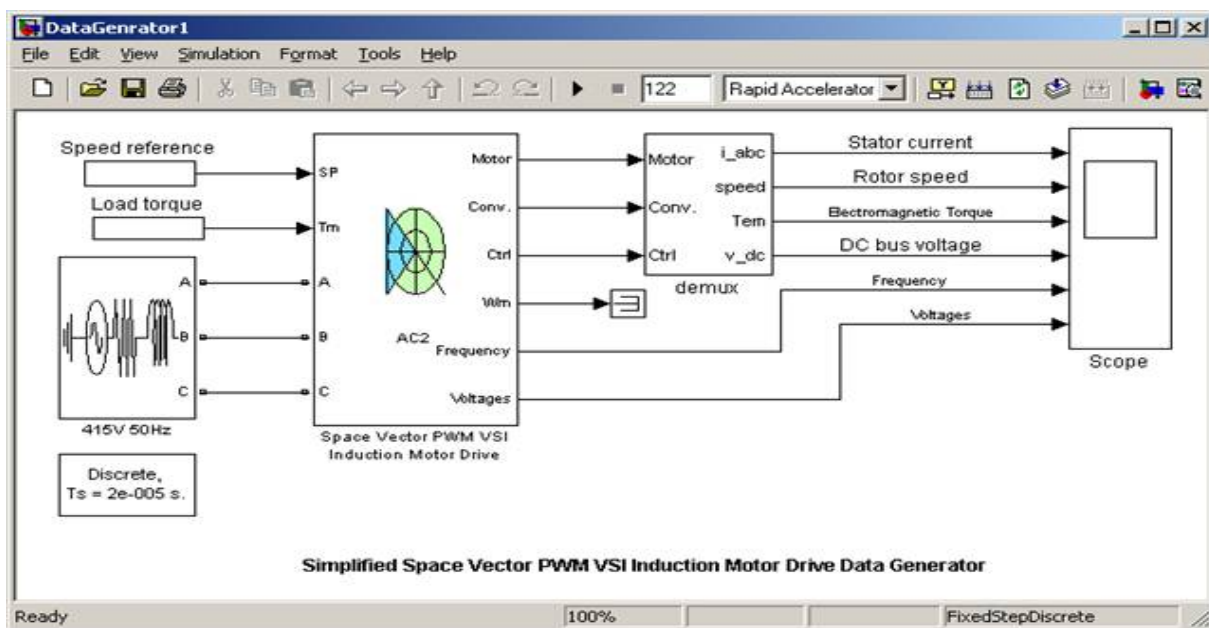 DataGenrator1
File Edit View Simulation Format Tools Help
122 Rapid Accelerator
Speed reference
Load torque
A
B
C
415V 50Hz
Discrete,
Ts = 2e-005 s.
SP
Tm
A
B
C
AC2
Motor
Conv.
Ctrl
Wm
Frequency
Voltages
Space Vector PWM VSI
Induction Motor Drive
Motor
Conv.
Ctrl
i_abc
speed
Tem
v_dc
demux
Stator current
Rotor speed
Electromagnetic Torque
DC bus voltage
Frequency
Voltages
Scope
Simplified Space Vector PWM VSI Induction Motor Drive Data Generator
Ready 100% FixedStepDiscrete